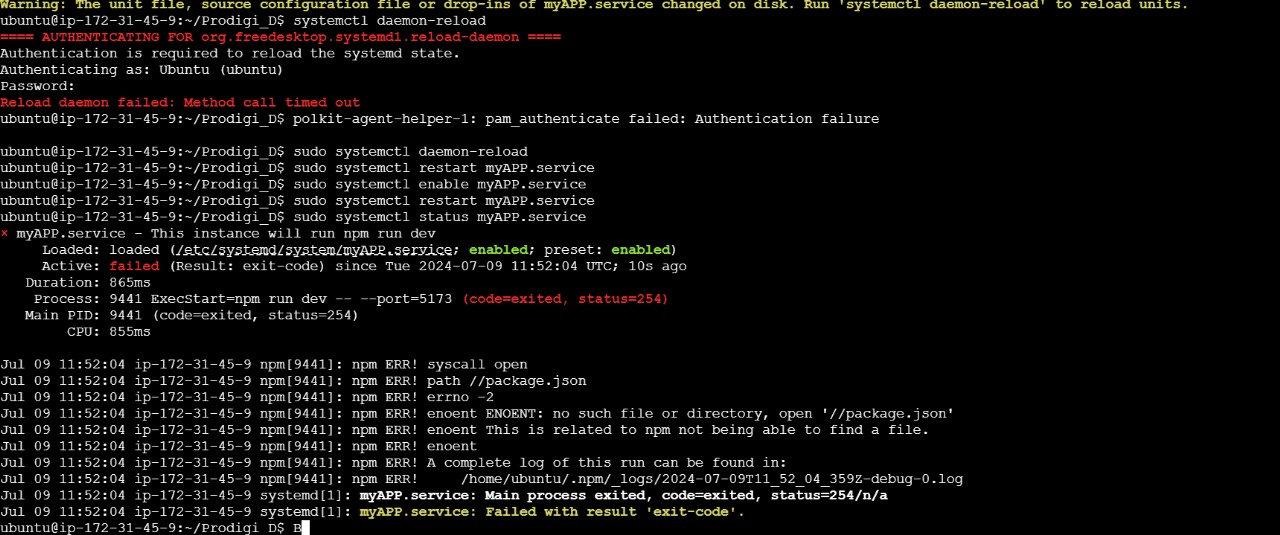 Warning: The unit file, source configuration file or drop-ins of myAPP.service changed on disk. Run 'systemctl daemon-reload' to reload units.
ubuntu@ip-172-31-45-9:~/Prodigi_D$ systemctl daemon-reload
==== AUTHENTICATING FOR org.freedesktop.systemd1.reload-daemon ====
Authentication is required to reload the systemd state.
Authenticating as: Ubuntu (ubuntu)
Password:
Reload daemon failed: Method call timed out
ubuntu@ip-172-31-45-9:~/Prodigi_D$ polkit-agent-helper-1: pam_authenticate failed: Authentication failure
ubuntu@ip-172-31-45-9:~/Prodigi_D$ sudo systemctl daemon-reload
ubuntu@ip-172-31-45-9:~/Prodigi_D$ sudo systemctl restart myAPP.service
ubuntu@ip-172-31-45-9:~/Prodigi_D$ sudo systemctl enable myAPP.service
ubuntu@ip-172-31-45-9:~/Prodigi_D$ sudo systemctl restart myAPP.service
ubuntu@ip-172-31-45-9:~/Prodigi_D$ sudo systemctl status myAPP.service
× myAPP.service - This instance will run npm run dev
Loaded: loaded (/etc/systemd/system/myAPP.service; enabled; preset: enabled)
Active: failed (Result: exit-code) since Tue 2024-07-09 11:52:04 UTC; 10s ago
Duration: 865ms
Process: 9441 ExecStart=npm run dev -- --port=5173 (code=exited, status=254)
Main PID: 9441 (code=exited, status=254)
CPU: 855ms
Jul 09 11:52:04 ip-172-31-45-9 npm[9441]: npm ERR! syscall open
Jul 09 11:52:04 ip-172-31-45-9 npm[9441]: npm ERR! path //package.json
Jul 09 11:52:04 ip-172-31-45-9 npm[9441]: npm ERR! errno -2
Jul 09 11:52:04 ip-172-31-45-9 npm[9441]: npm ERR! enoent ENOENT: no such file or directory, open '//package.json'
Jul 09 11:52:04 ip-172-31-45-9 npm[9441]: npm ERR! enoent This is related to npm not being able to find a file.
Jul 09 11:52:04 ip-172-31-45-9 npm[9441]: npm ERR! enoent
Jul 09 11:52:04 ip-172-31-45-9 npm[9441]: npm ERR! A complete log of this run can be found in:
Jul 09 11:52:04 ip-172-31-45-9 npm[9441]: npm ERR!     /home/ubuntu/.npm/_logs/2024-07-09T11_52_04_359Z-debug-0.log
Jul 09 11:52:04 ip-172-31-45-9 systemd[1]: myAPP.service: Main process exited, code=exited, status=254/n/a
Jul 09 11:52:04 ip-172-31-45-9 systemd[1]: myAPP.service: Failed with result 'exit-code'.
ubuntu@ip-172-31-45-9:~/Prodigi_D$ B